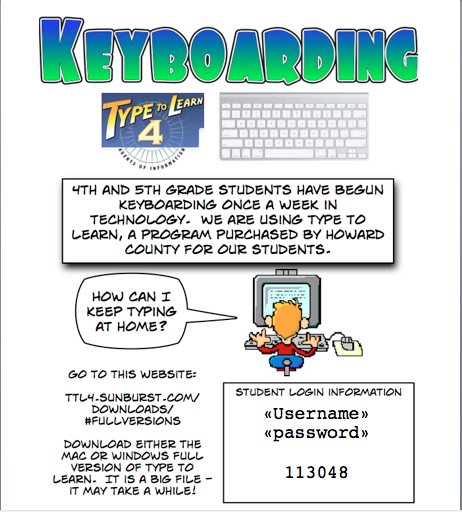 KEYBOARDING
TYPE TO LEARN
4
AGENTS OF INFORMATION
4TH AND 5TH GRADE STUDENTS HAVE BEGUN
KEYBOARDING ONCE A WEEK IN
TECHNOLOGY. WE ARE USING TYPE TO
LEARN, A PROGRAM PURCHASED BY HOWARD
COUNTY FOR OUR STUDENTS.
HOW CAN I
KEEP TYPING
AT HOME?
GO TO THIS WEBSITE:
TTL4.SUNBURST.COM/
DOWNLOADS/
#FULLVERSIONS
DOWNLOAD EITHER THE
MAC OR WINDOWS FULL
VERSION OF TYPE TO
LEARN. IT IS A BIG FILE –
IT MAY TAKE A WHILE!
STUDENT LOGIN INFORMATION
«Username»
«password»
113048